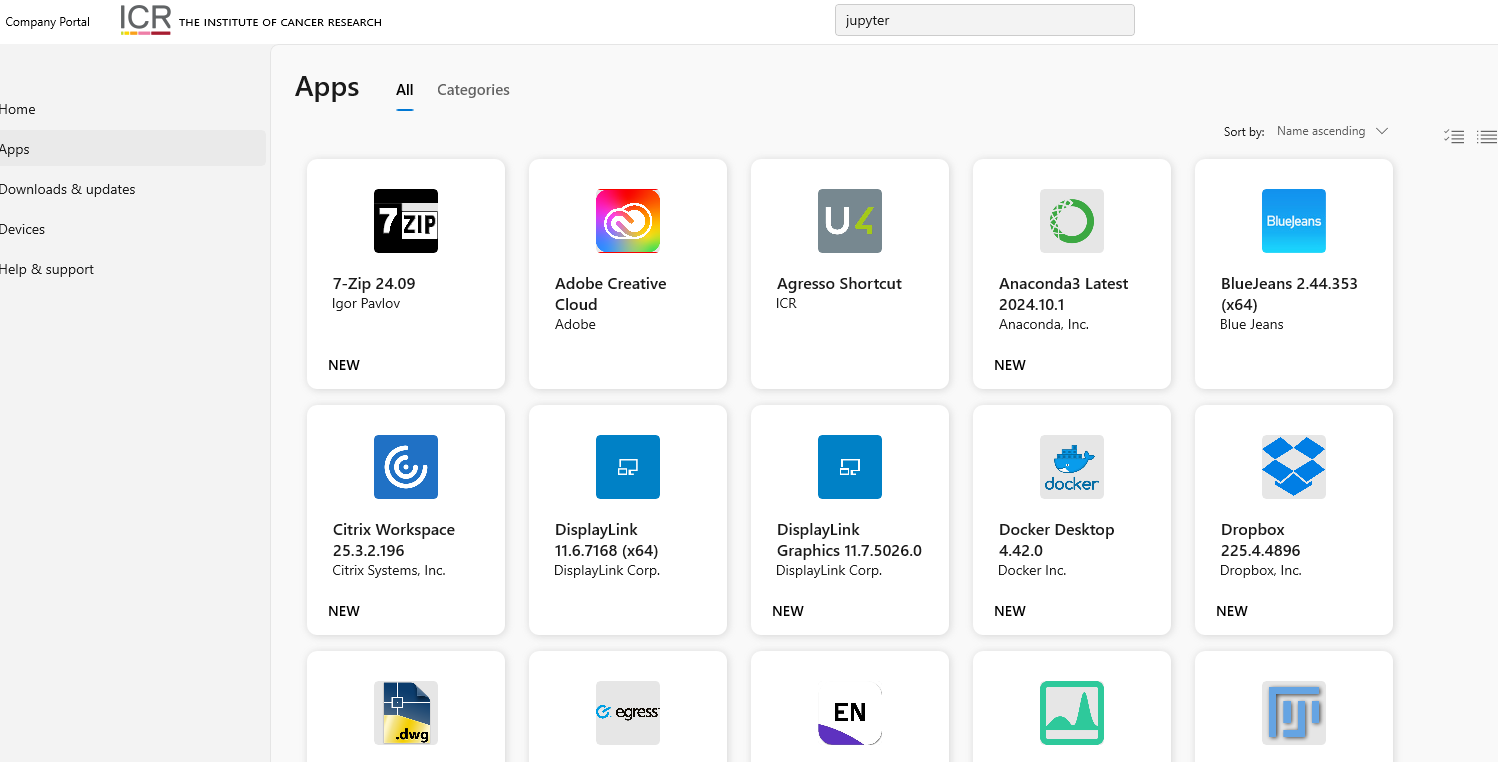 Company Portal
ICR THE INSTITUTE OF CANCER RESEARCH
jupyter
Apps
All
Categories
Home
Apps
Downloads & updates
Devices
Help & support
Sort by: Name ascending
7 ZIP
7-Zip 24.09
Igor Pavlov
NEW
Adobe Creative
Cloud
Adobe
U4
Agresso Shortcut
ICR
Anaconda3 Latest
2024.10.1
Anaconda, Inc.
NEW
BlueJeans
BlueJeans 2.44.353
(x64)
Blue Jeans
Citrix Workspace
25.3.2.196
Citrix Systems, Inc.
NEW
DisplayLink
11.6.7168 (x64)
DisplayLink Corp.
DisplayLink
Graphics 11.7.5026.0
DisplayLink Corp.
NEW
docker
Docker Desktop
4.42.0
Docker Inc.
NEW
Dropbox
225.4.4896
Dropbox, Inc.
NEW
.dwg
egress
EN